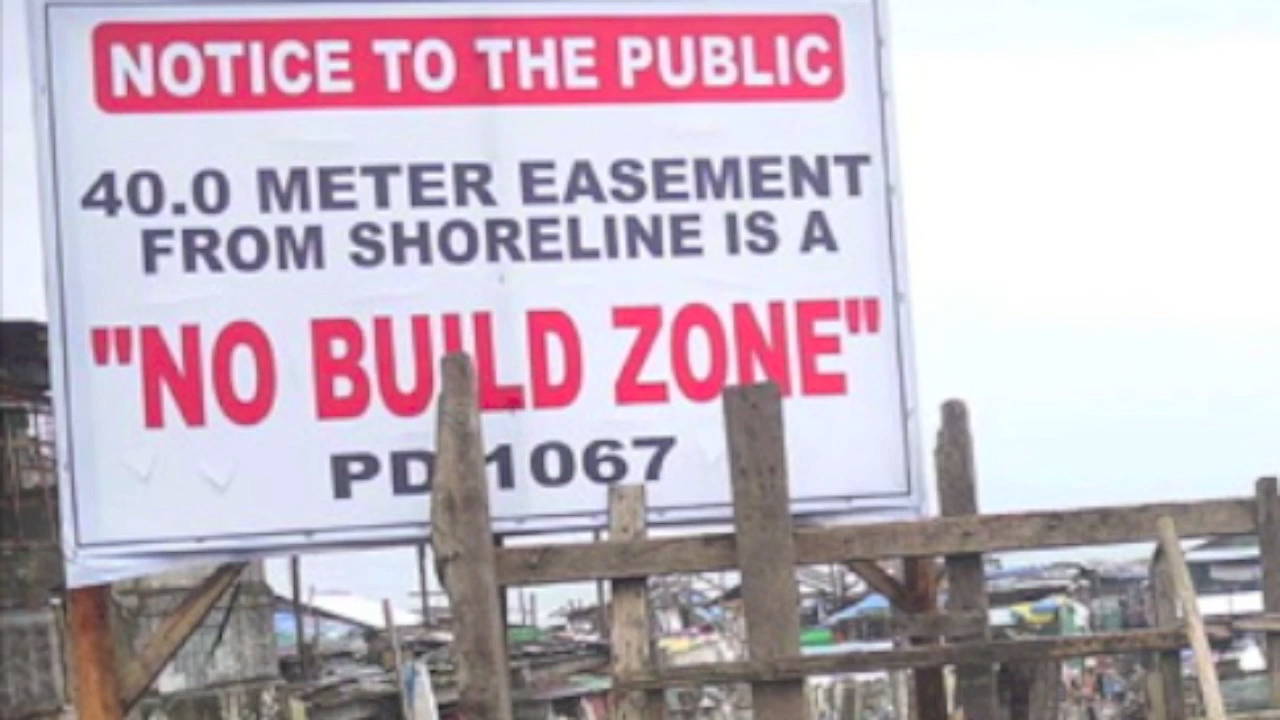 NOTICE TO THE PUBLIC
40.0 METER EASEMENT
FROM SHORELINE IS A
"NO BUILD ZONE"
PD 1067